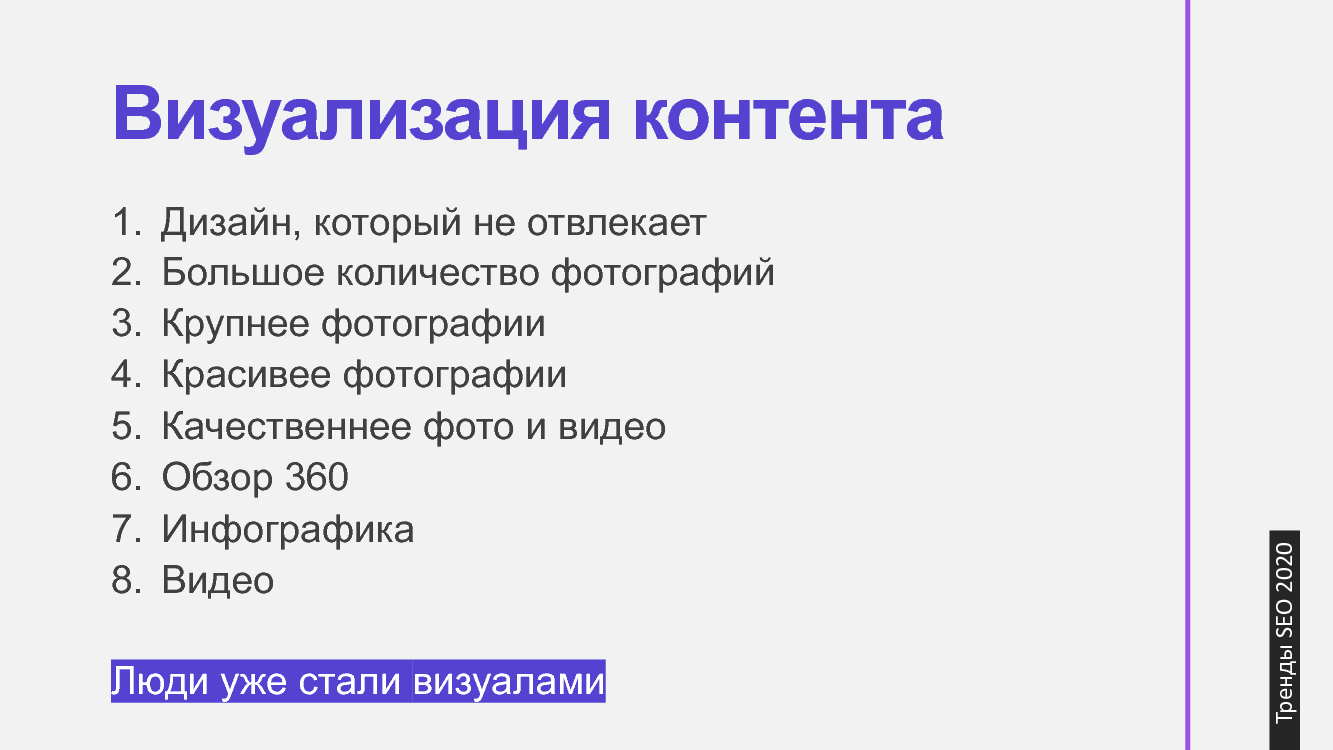 Визуализация контента
1. Дизайн, который не отвлекает
2. Большое количество фотографий
3. Крупнее фотографии
4. Красивее фотографии
5. Качественнее фото и видео
6. Обзор 360
7. Инфографика
8. Видео
Люди уже стали визуалами
Тренды SEO 2020